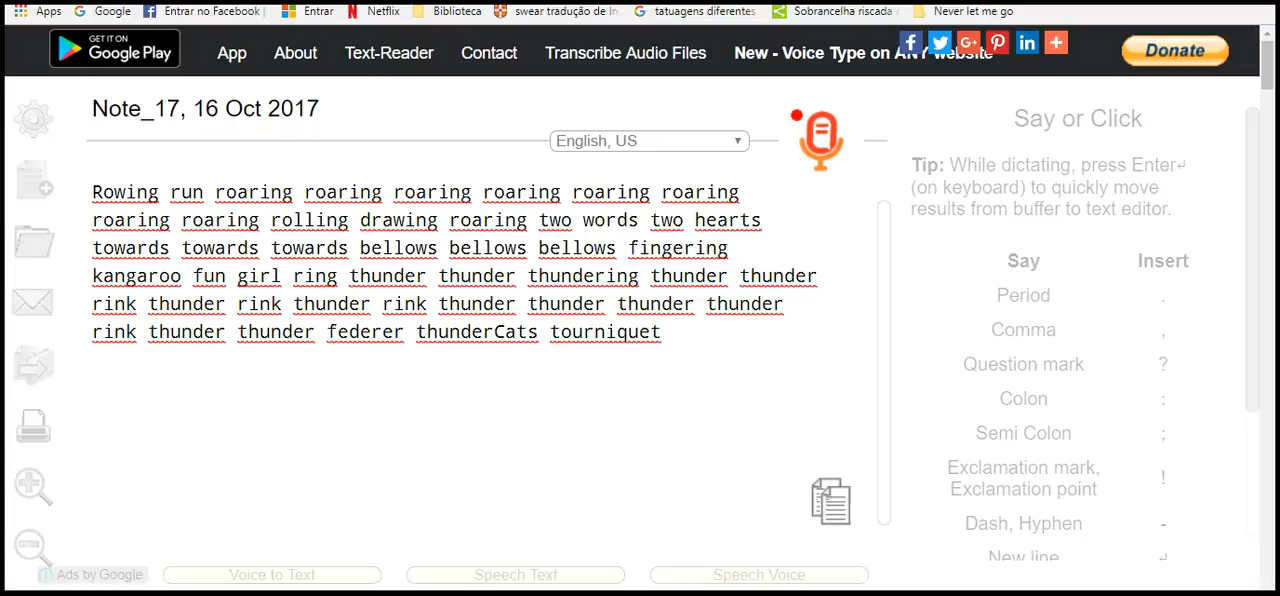 Apps Google Entrar no Facebook | Entrar Netflix Biblioteca swear tradução de In tatuagens diferentes Sobrancelha riscada Never let me go
GET IT ON
Google Play
App About Text-Reader Contact Transcribe Audio Files New - Voice Type on ANY website
Donate
Note_17, 16 Oct 2017
English, US
Rowing run roaring roaring roaring roaring roaring roaring
roaring roaring rolling drawing roaring two words two hearts
towards towards towards bellows bellows bellows fingering
kangaroo fun girl ring thunder thunder thundering thunder thunder
rink thunder rink thunder rink thunder thunder thunder thunder
rink thunder thunder federer thunderCats tourniquet
Say or Click
Tip: While dictating, press Enter↵
(on keyboard) to quickly move
results from buffer to text editor.
Say Insert
Period .
Comma ,
Question mark ?
Colon :
Semi Colon ;
Exclamation mark,
Exclamation point !
Dash, Hyphen -
New line ↵
Ads by Google
Voice to Text Speech Text Speech Voice